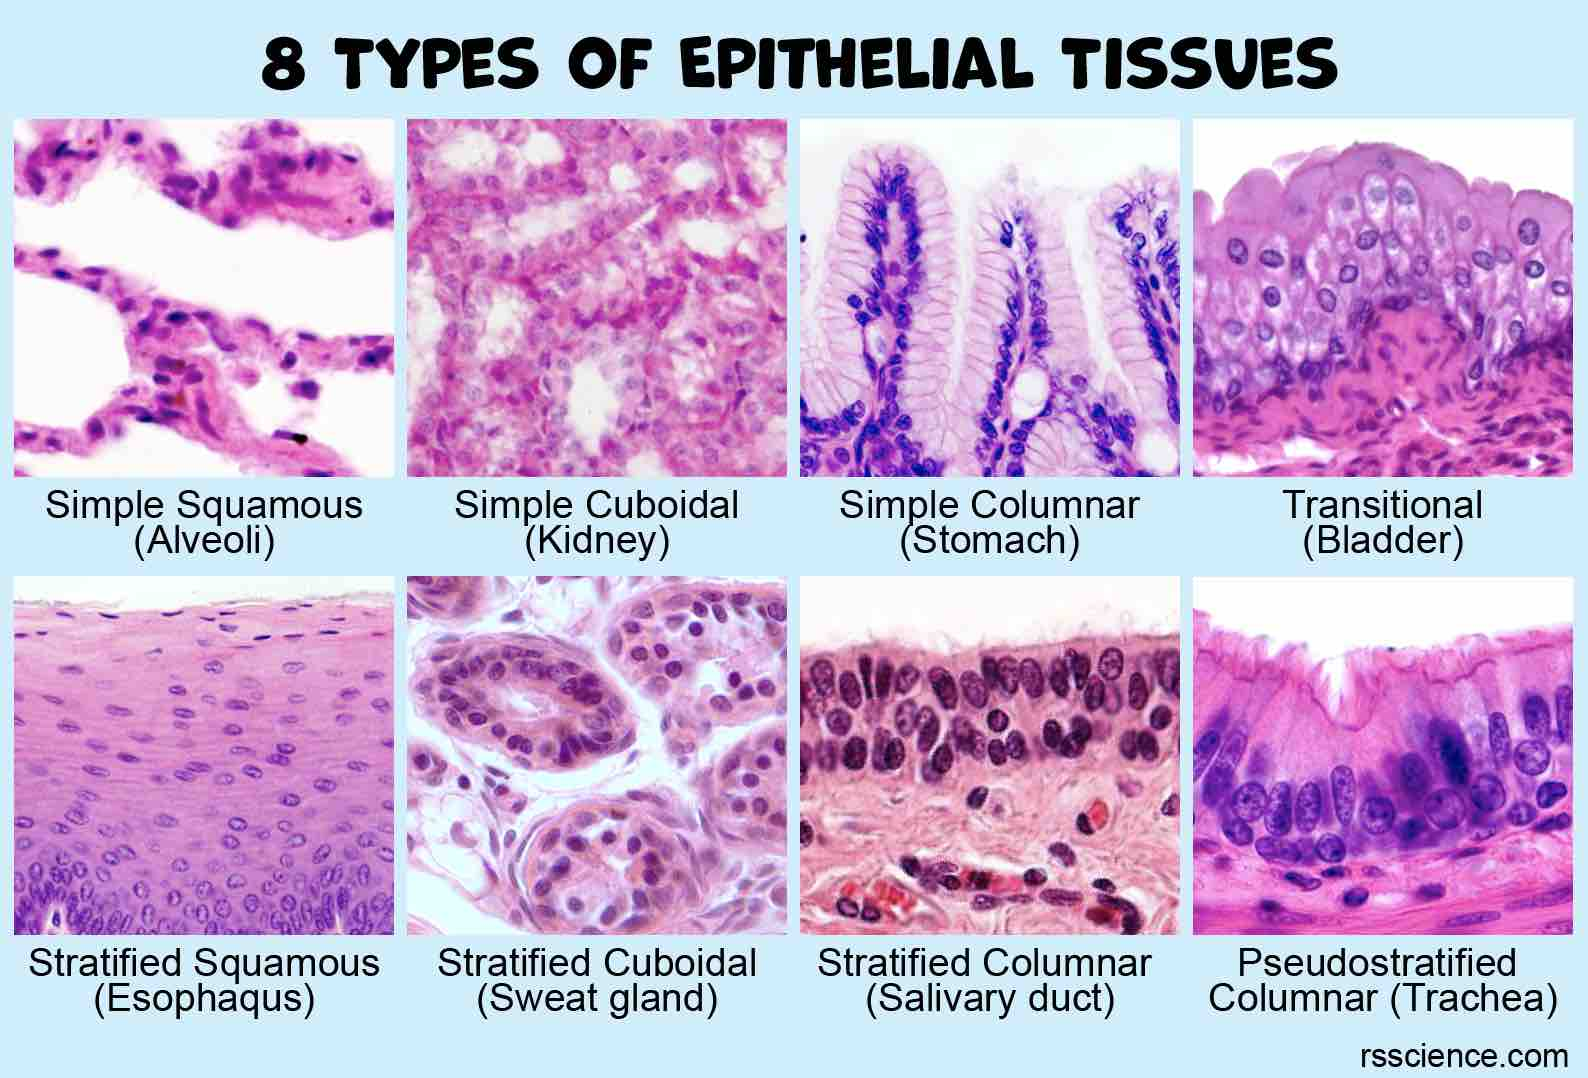 8 TYPES OF EPITHELIAL TISSUES
Simple Squamous
(Alveoli)
Simple Cuboidal
(Kidney)
Simple Columnar
(Stomach)
Transitional
(Bladder)
Stratified Squamous
(Esophaqus)
Stratified Cuboidal
(Sweat gland)
Stratified Columnar
(Salivary duct)
Pseudostratified
Columnar (Trachea)
rsscience.com